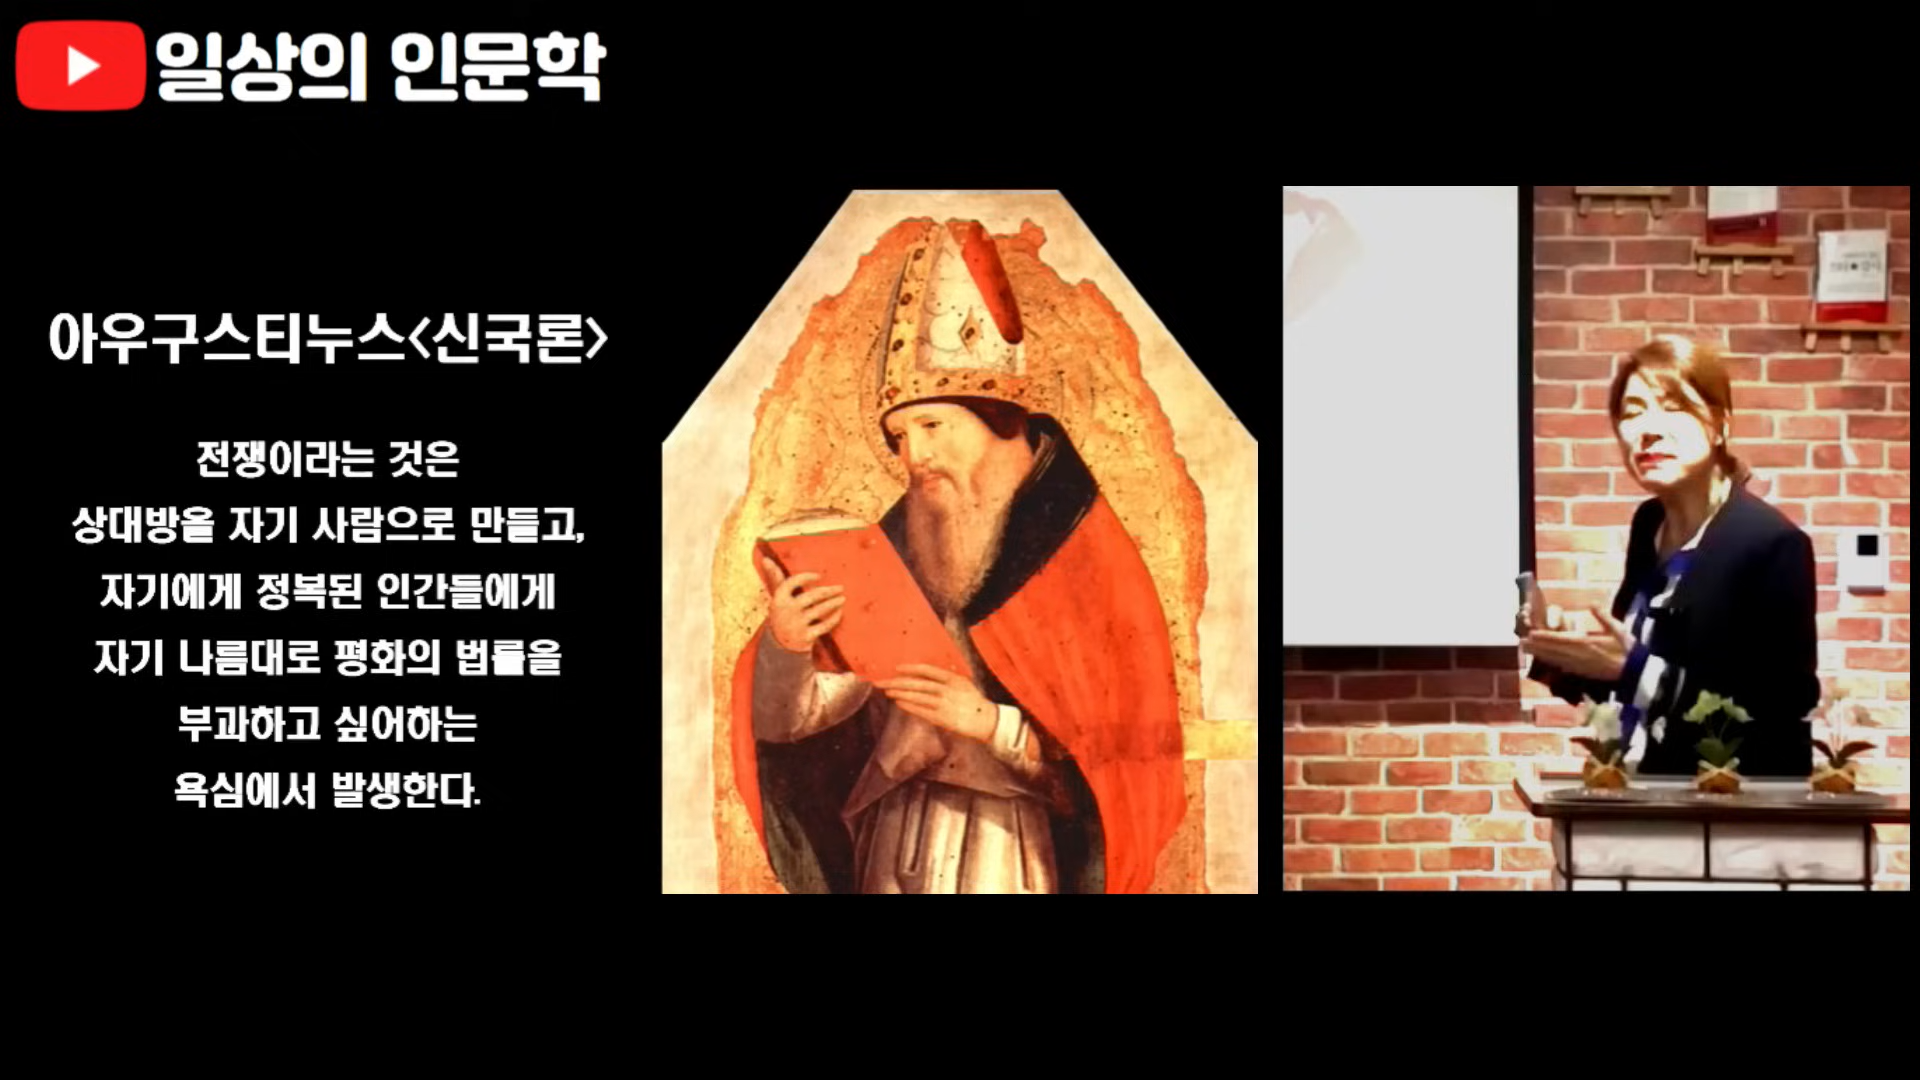 일상의 인문학
아우구스티누스<신국론>
전쟁이라는 것은
상대방을 자기 사람으로 만들고,
자기에게 정복된 인간들에게
자기 나름대로 평화의 법률을
부과하고 싶어하는
욕심에서 발생한다.